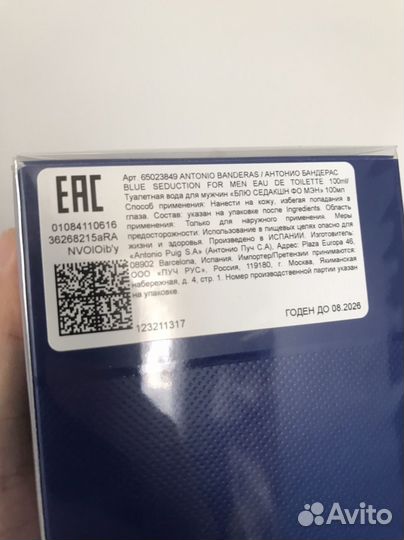 Арт. 65023849 ANTONIO BANDERAS / АНТОНИО БАНДЕРАС
BLUE SEDUCTION FOR MEN EAU DE TOILETTE 100ml/
Туалетная вода для мужчин «БЛЮ СЕДАКШН ФО МЭН» 100мл
Способ применения: Нанести на кожу, избегая попадания в
глаза. Состав: указан на упаковке после Ingredients. Область
применения: Только для наружного применения. Меры
предосторожности: Использование в пищевых целях опасно для
жизни и здоровья. Произведено в ИСПАНИИ. Изготовитель
«Antonio Puig S.A» (Антонио Пуч С.А). Адрес: Plaza Europa 46,
08902 Barcelona, Испания. Импортер/Претензии принимаются:
ООО «ПУЧ РУС», Россия, 119180, г. Москва, Якиманская
набережная, д. 4, стр. 1. Номер производственной партии указан
на упаковке.
EAC
01084110616
36268215aRA
NVOIOib'y
123211317
ГОДЕН ДО 08.2026
Avito